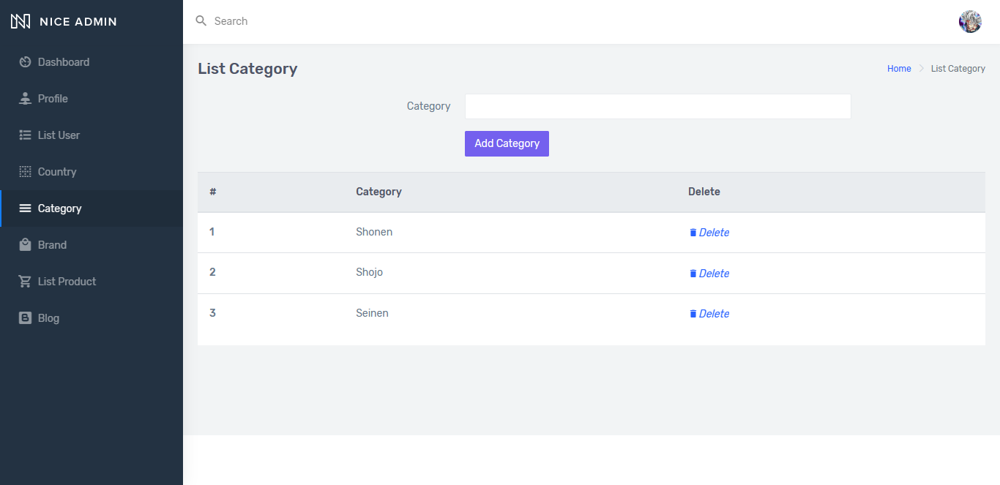 NICE ADMIN
Search
Dashboard
Profile
List User
Country
Category
Brand
List Product
Blog
List Category
Home
List Category
Category
Add Category
# Category Delete
1 Shonen Delete
2 Shojo Delete
3 Seinen Delete